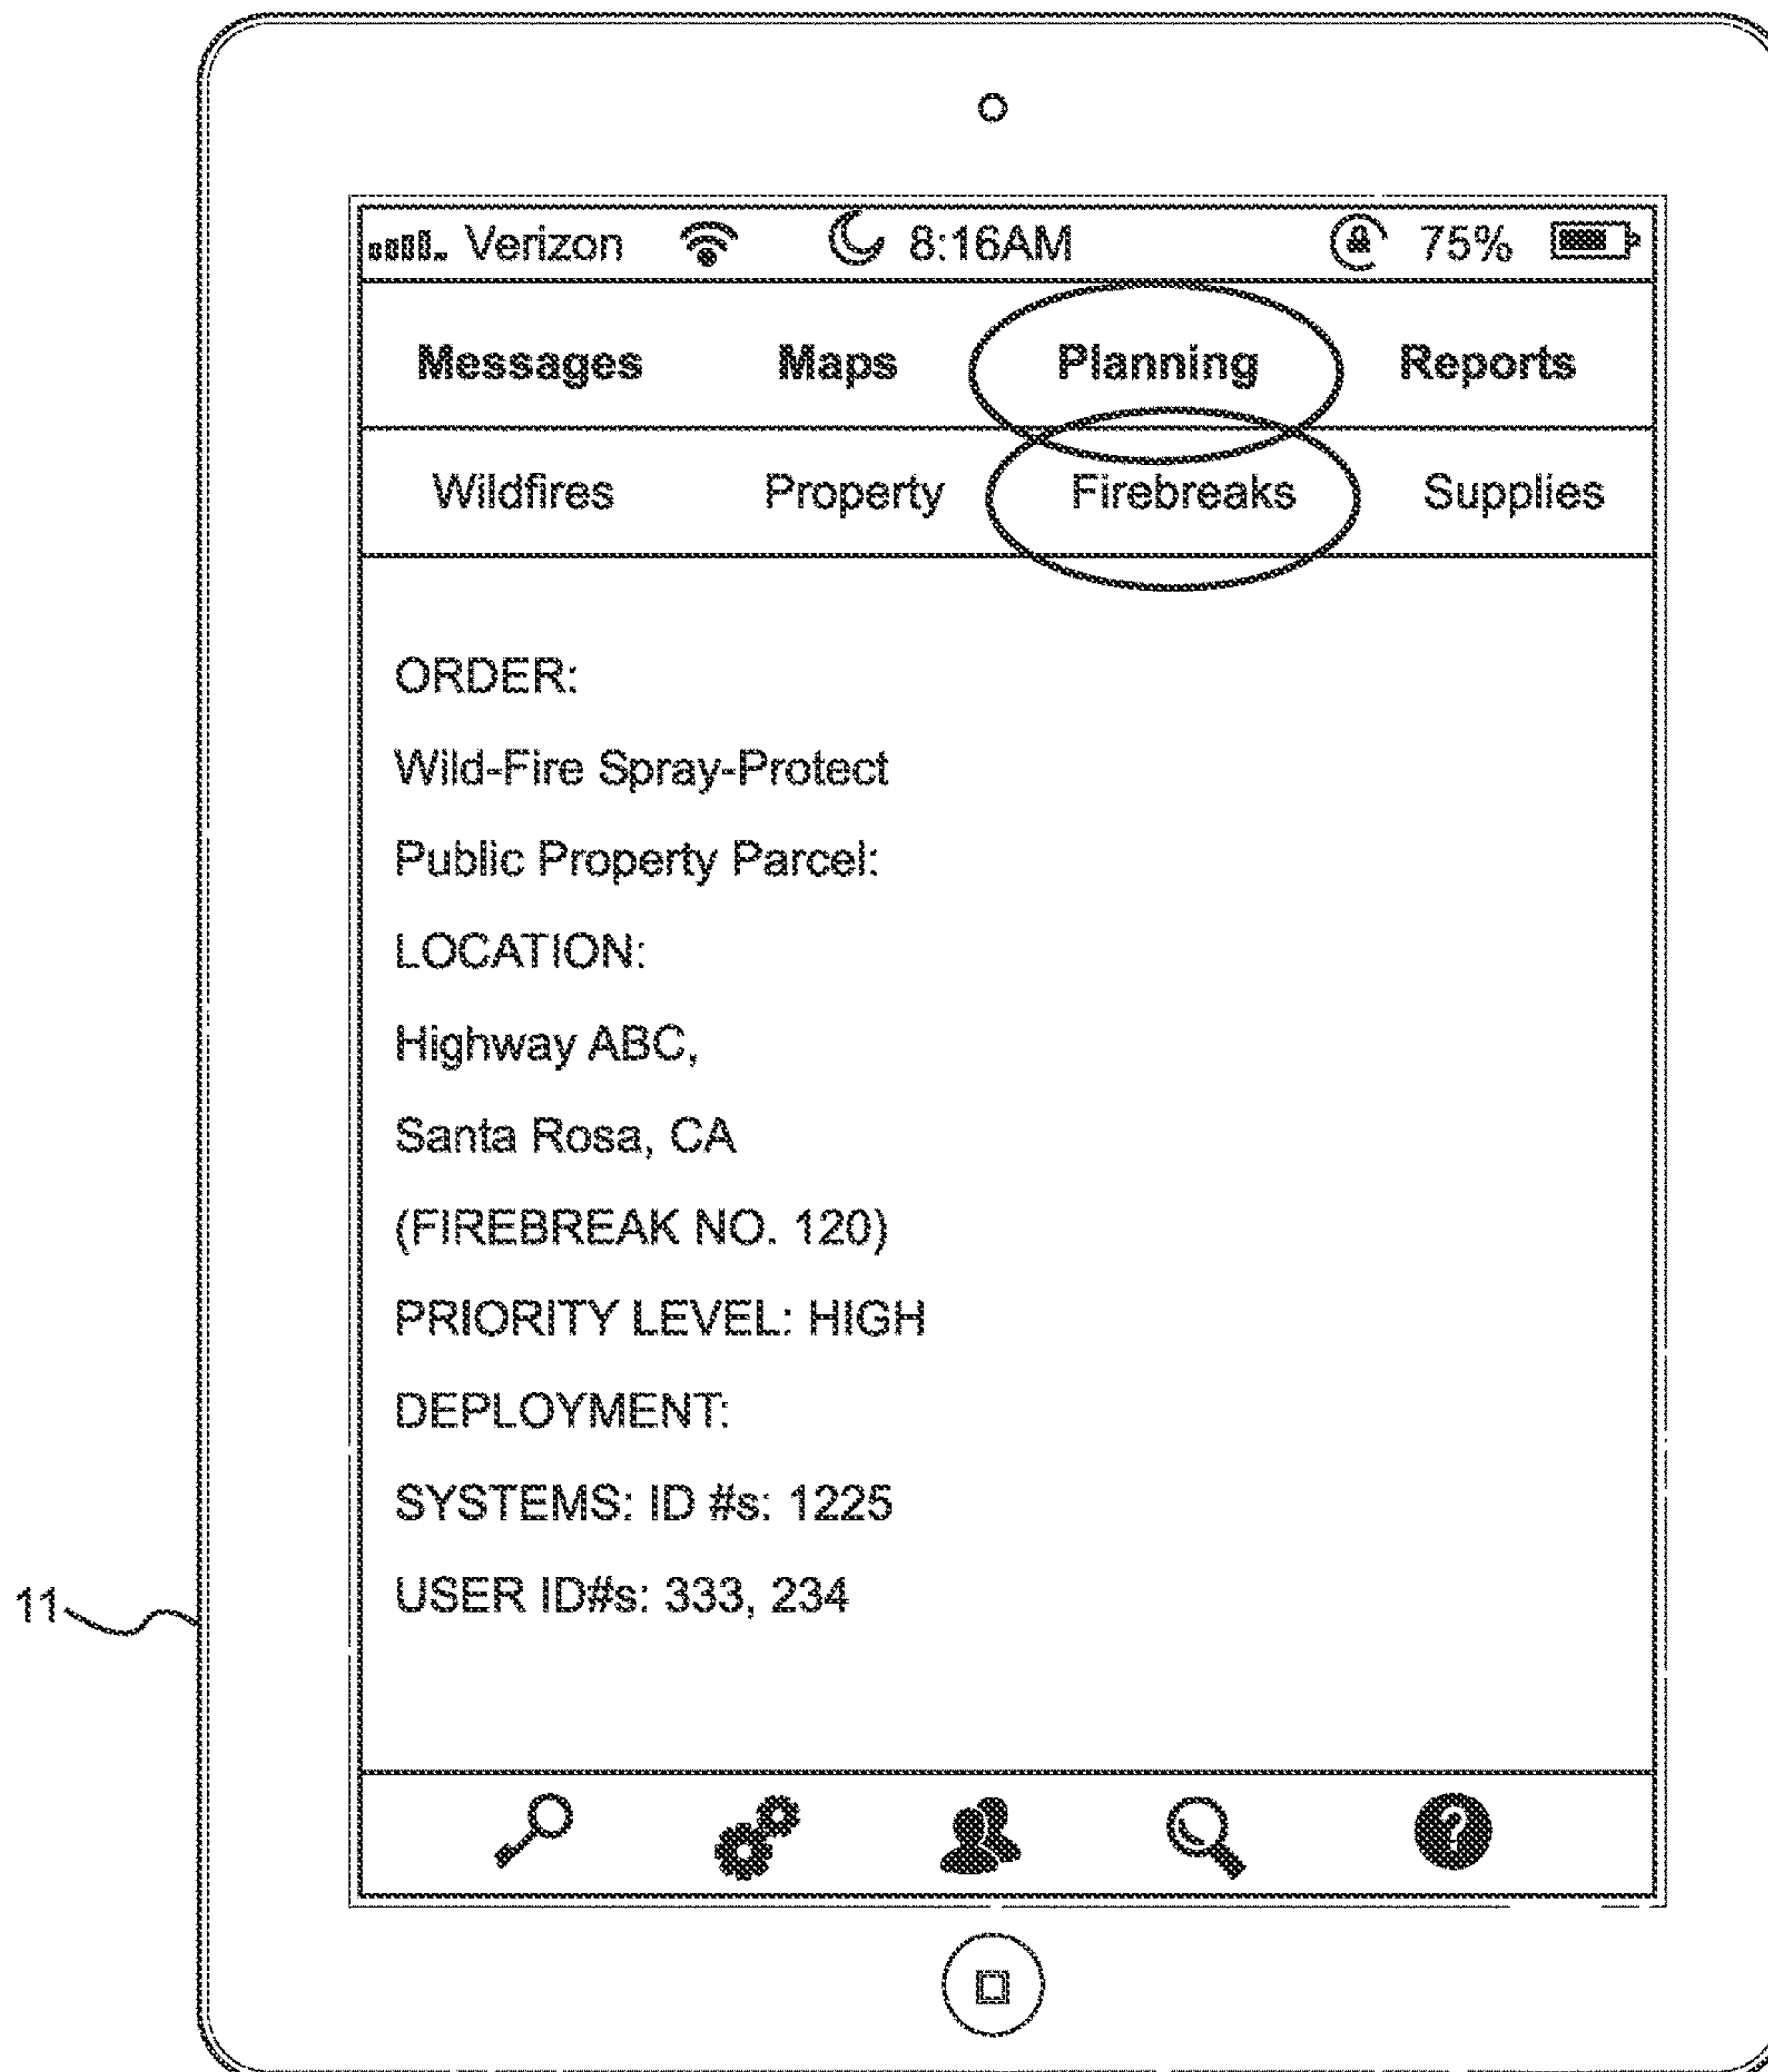 Verizon 8:16AM 75%
Messages Maps Planning Reports
Wildfires Property Firebreaks Supplies
ORDER:
Wild-Fire Spray-Protect
Public Property Parcel:
LOCATION:
Highway ABC,
Santa Rosa, CA
(FIREBREAK NO. 120)
PRIORITY LEVEL: HIGH
DEPLOYMENT:
SYSTEMS: ID #s: 1225
USER ID#s: 333, 234
11
?